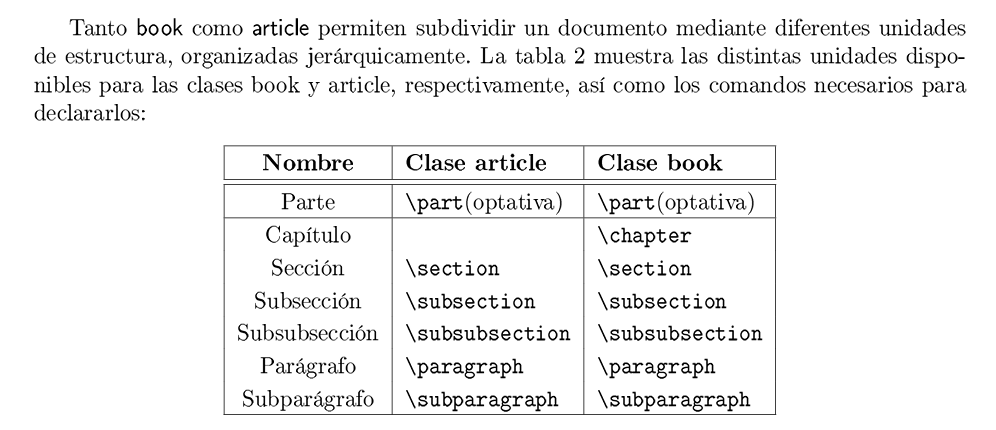 Tanto book como article permiten subdividir un documento mediante diferentes unidades
de estructura, organizadas jerárquicamente. La tabla 2 muestra las distintas unidades dispo-
nibles para las clases book y article, respectivamente, así como los comandos necesarios para
declararlos:
Nombre Clase article Clase book
Parte \part(optativa) \part(optativa)
Capítulo \chapter
Sección \section \section
Subsección \subsection \subsection
Subsubsección \subsubsection \subsubsection
Parágrafo \paragraph \paragraph
Subparágrafo \subparagraph \subparagraph